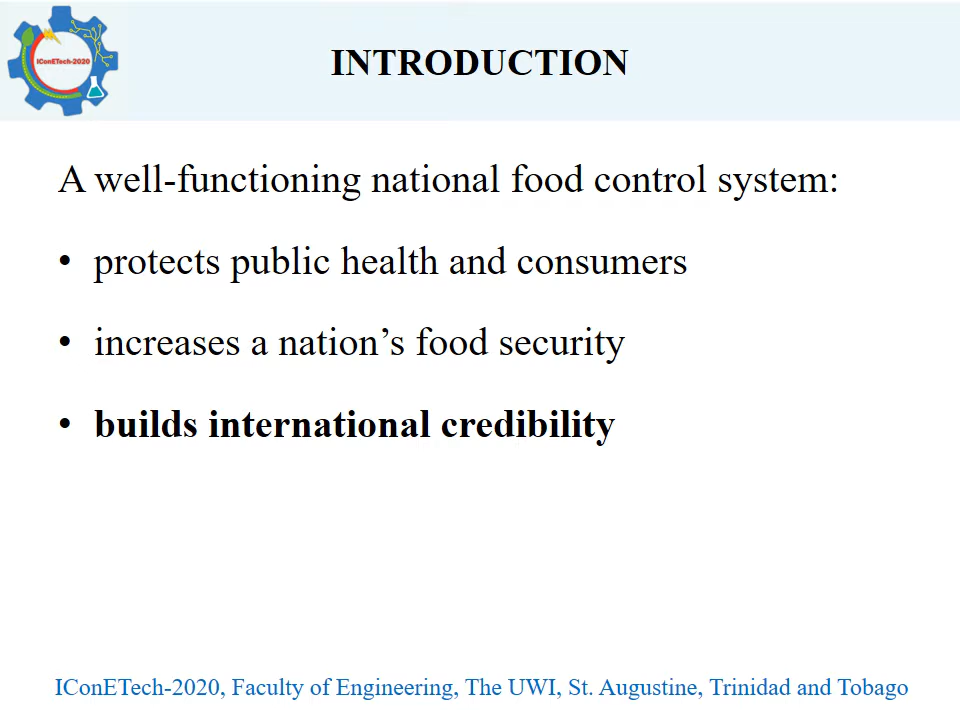 IConETech-2020
INTRODUCTION
A well-functioning national food control system:
• protects public health and consumers
• increases a nation’s food security
• builds international credibility
IConETech-2020, Faculty of Engineering, The UWI, St. Augustine, Trinidad and Tobago